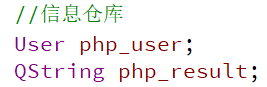 //信息仓库
User php_user;
QString php_result;